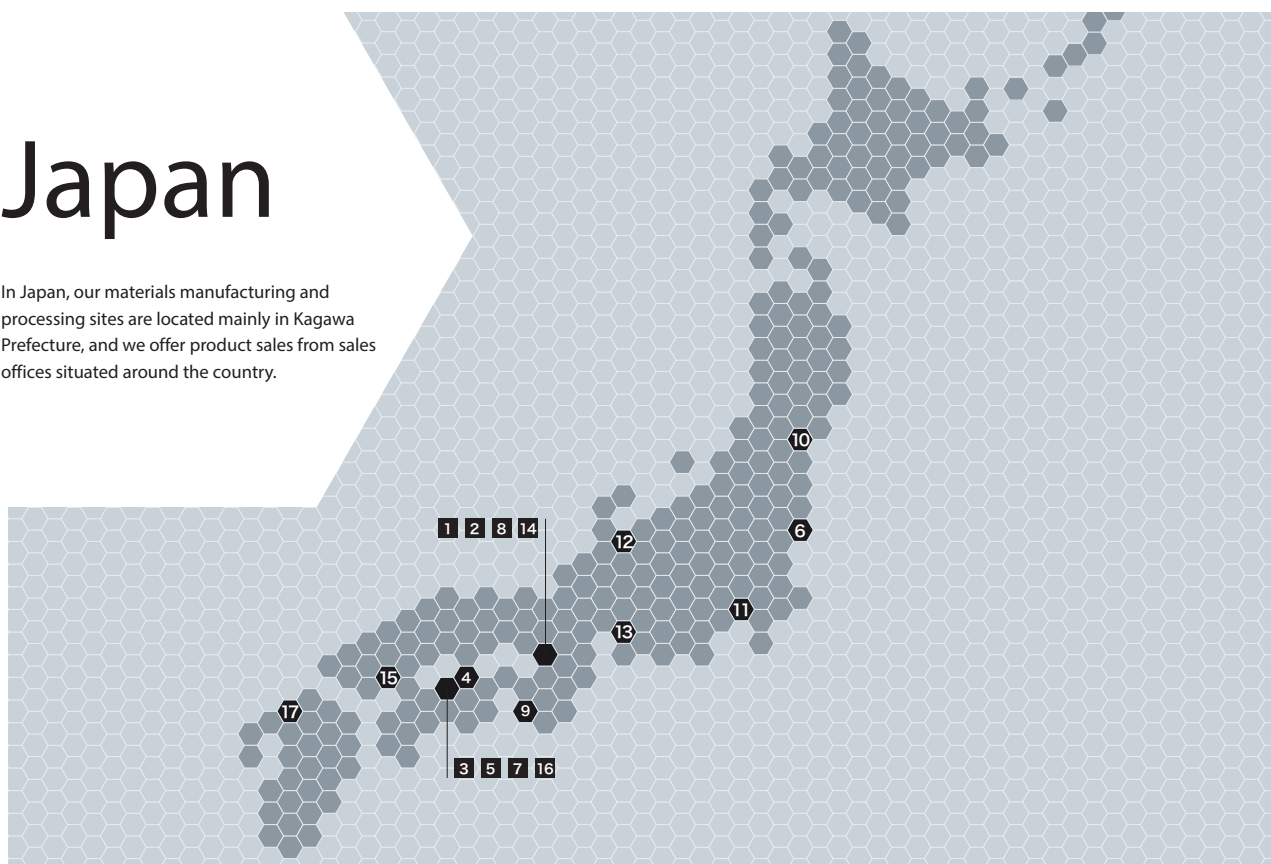 Japan
In Japan, our materials manufacturing and
processing sites are located mainly in Kagawa
Prefecture, and we offer product sales from sales
offices situated around the country.
10
1 2 8 14
6
12
11
13
15
4
17
9
3 5 7 16